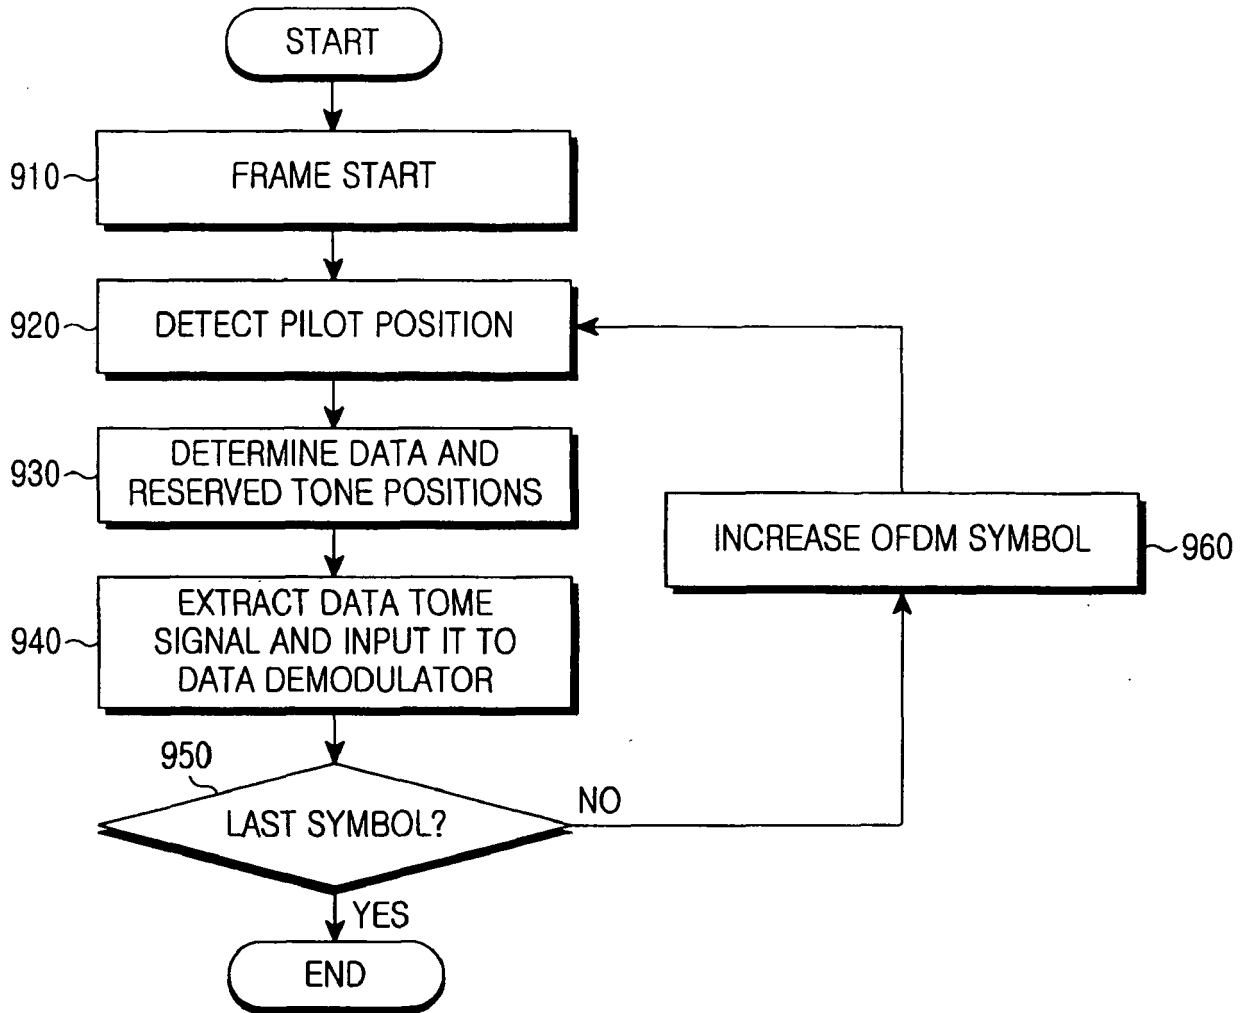 START
910
FRAME START
920
DETECT PILOT POSITION
930
DETERMINE DATA AND
RESERVED TONE POSITIONS
INCREASE OFDM SYMBOL
960
940
EXTRACT DATA TOME
SIGNAL AND INPUT IT TO
DATA DEMODULATOR
950
LAST SYMBOL?
NO
YES
END